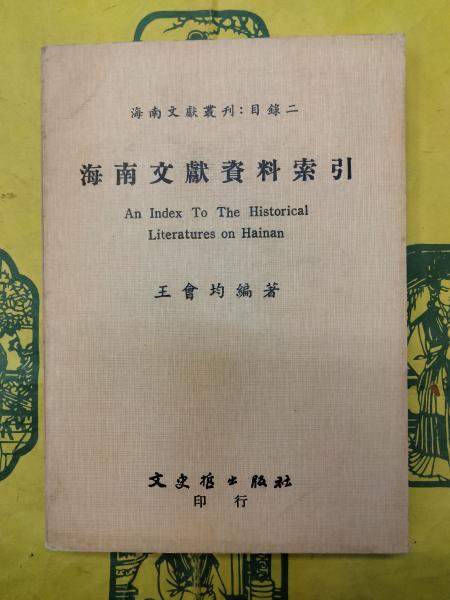 海南文獻叢刊：目錄二
海南文獻資料索引
An Index To The Historical
Literatures on Hainan
王會均編著
文史哲出版社
印行